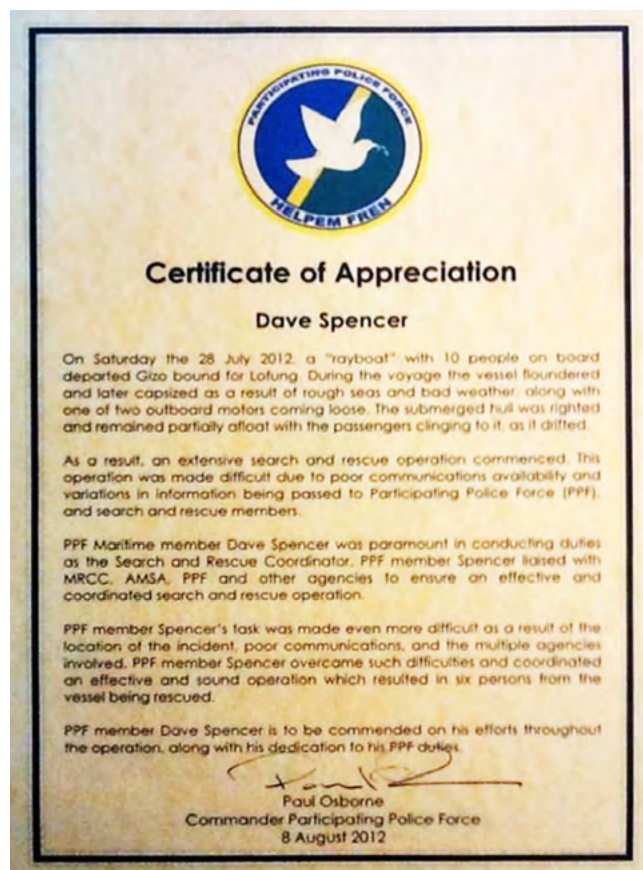 PARTICIPATING POLICE FORCE
HELPEM FREN
Certificate of Appreciation
Dave Spencer
On Saturday the 28 July 2012, a "rayboat" with 10 people on board
departed Gizo bound for Lofung. During the voyage the vessel floundered
and later capsized as a result of rough seas and bad weather, along with
one of two outboard motors coming loose. The submerged hull was righted
and remained partially afloat with the passengers clinging to it, as it drifted.
As a result, an extensive search and rescue operation commenced. This
operation was made difficult due to poor communications availability and
variations in information being passed to Participating Police Force (PPF),
and search and rescue members.
PPF Maritime member Dave Spencer was paramount in conducting duties
as the Search and Rescue Coordinator. PPF member Spencer liaised with
MRCC, AMSA, PPF and other agencies to ensure an effective and
coordinated search and rescue operation.
PPF member Spencer's task was made even more difficult as a result of the
location of the incident, poor communications, and the multiple agencies
involved. PPF member Spencer overcame such difficulties and coordinated
an effective and sound operation which resulted in six persons from the
vessel being rescued.
PPF member Dave Spencer is to be commended on his efforts throughout
the operation, along with his dedication to his PPF duties.
Paul Osborne
Commander Participating Police Force
8 August 2012